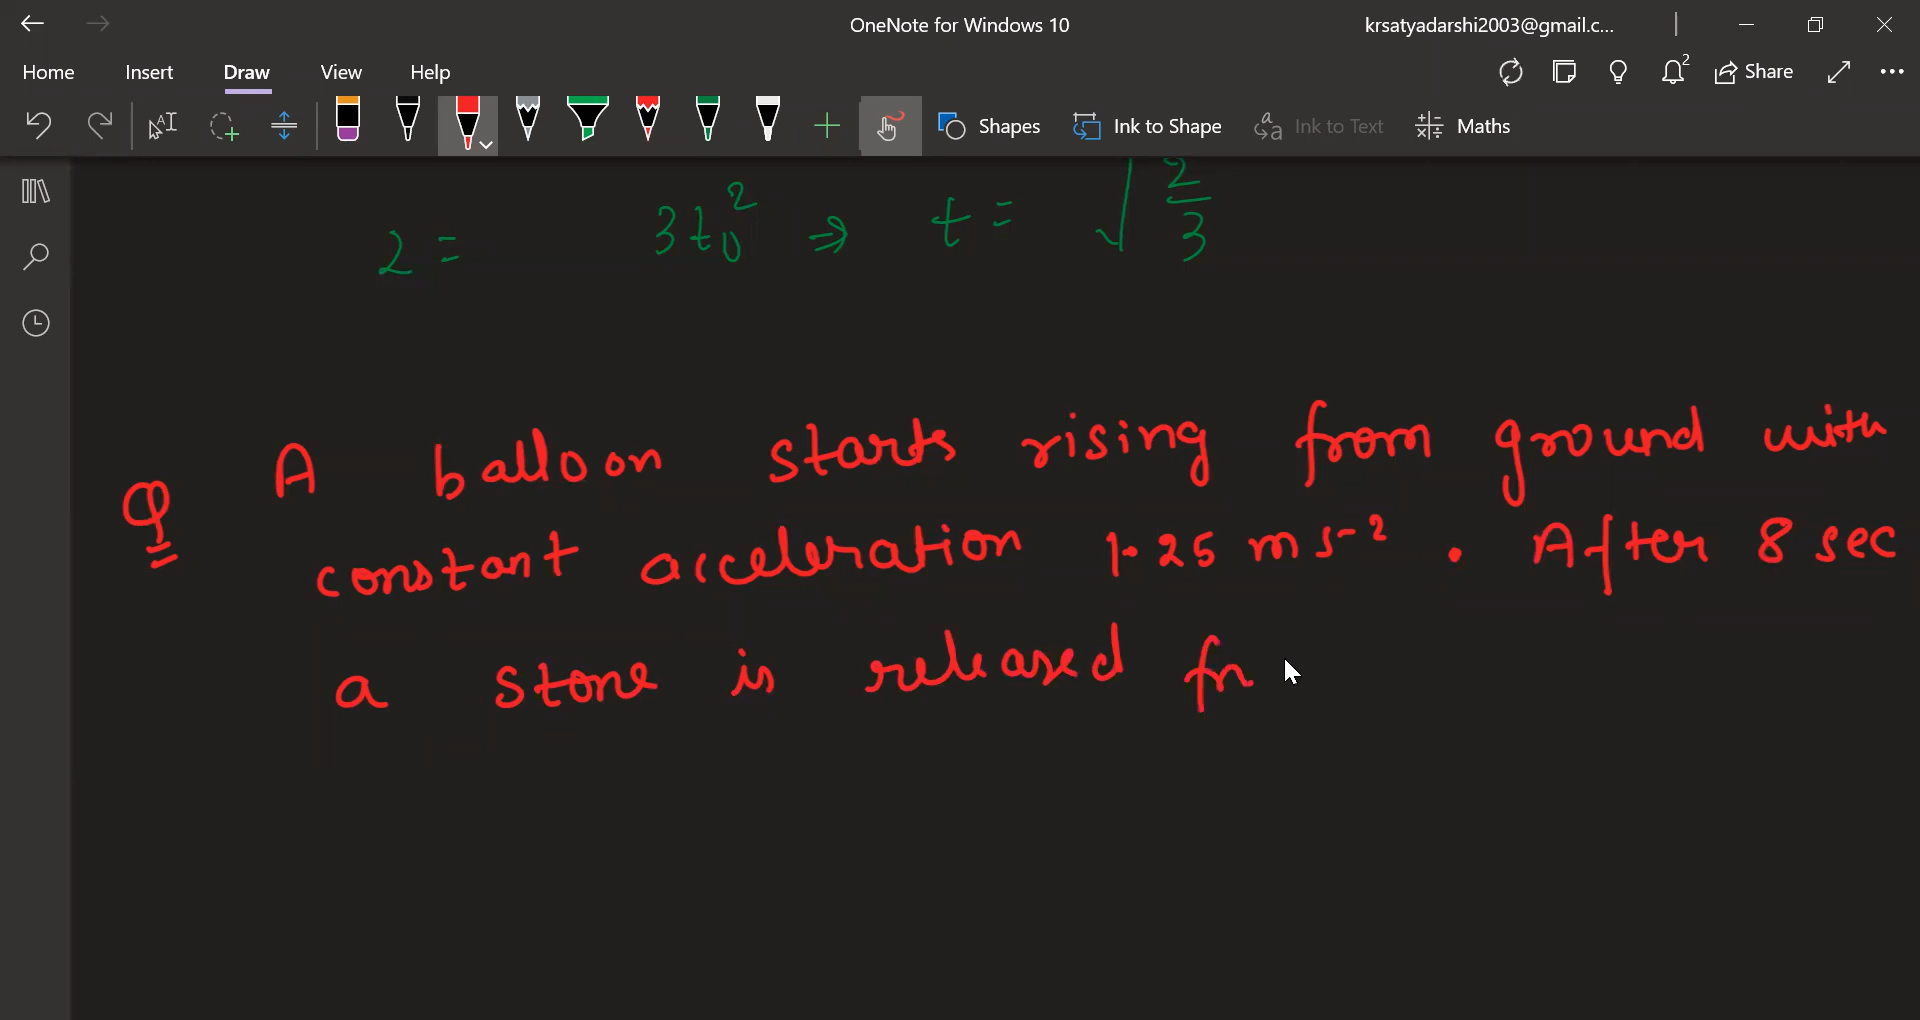 OneNote for Windows 10
krsatyadarshi2003@gmail.c...
Home Insert Draw View Help
2
Share
Shapes Ink to Shape Ink to Text Maths
2 = 3t₀² ⇒ t = √2/3
Q A balloon starts rising from ground with
constant acceleration 1.25 ms⁻² . After 8 sec
a stone is released fr